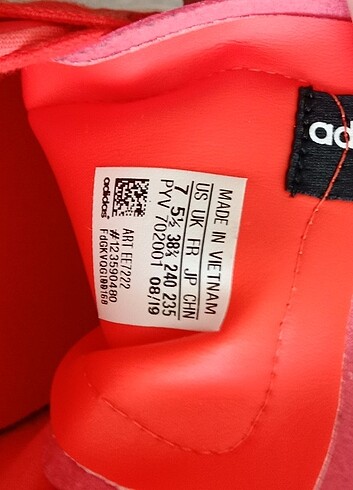 MADE IN VIETNAM
US UK FR JP CHN
7 5½ 38⅔ 240 235
PYV 702001 08/19
adidas
ART EE7222
#123590480
adi